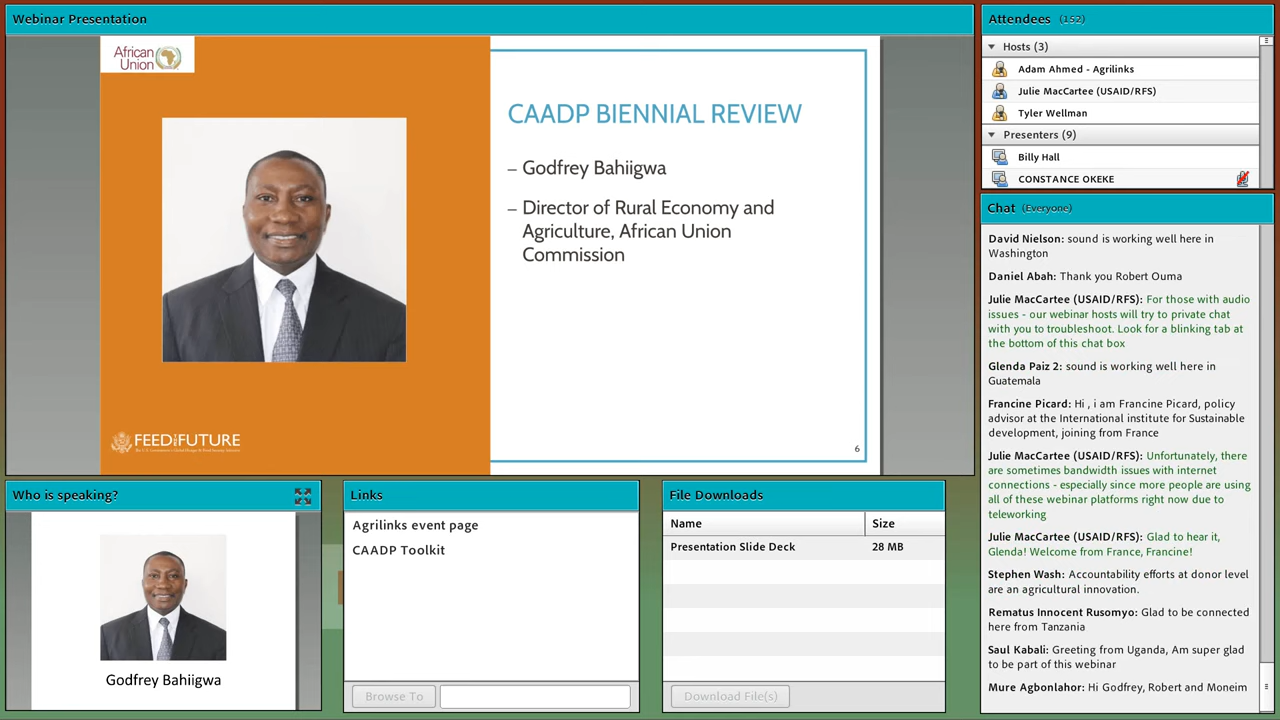 Webinar Presentation
African
Union
CAADP BIENNIAL REVIEW
– Godfrey Bahiigwa
– Director of Rural Economy and
Agriculture, African Union
Commission
FEED THE FUTURE
6
Who is speaking?
Godfrey Bahiigwa
Links
Agrilinks event page
CAADP Toolkit
Browse To
File Downloads
Name Size
Presentation Slide Deck 28 MB
Download File(s)
Attendees (152)
Hosts (3)
Adam Ahmed - Agrilinks
Julie MacCartee (USAID/RFS)
Tyler Wellman
Presenters (9)
Billy Hall
CONSTANCE OKEKE
Chat (Everyone)
David Nielson: sound is working well here in
Washington
Daniel Abah: Thank you Robert Ouma
Julie MacCartee (USAID/RFS): For those with audio
issues - our webinar hosts will try to private chat
with you to troubleshoot. Look for a blinking tab at
the bottom of this chat box
Glenda Paiz 2: sound is working well here in
Guatemala
Francine Picard: Hi , i am Francine Picard, policy
advisor at the International institute for Sustainable
development, joining from France
Julie MacCartee (USAID/RFS): Unfortunately, there
are sometimes bandwidth issues with internet
connections - especially since more people are using
all of these webinar platforms right now due to
teleworking
Julie MacCartee (USAID/RFS): Glad to hear it,
Glenda! Welcome from France, Francine!
Stephen Wash: Accountability efforts at donor level
are an agricultural innovation.
Rematus Innocent Rusomyo: Glad to be connected
here from Tanzania
Saul Kabali: Greeting from Uganda, Am super glad
to be part of this webinar
Mure Agbonlahor: Hi Godfrey, Robert and Moneim